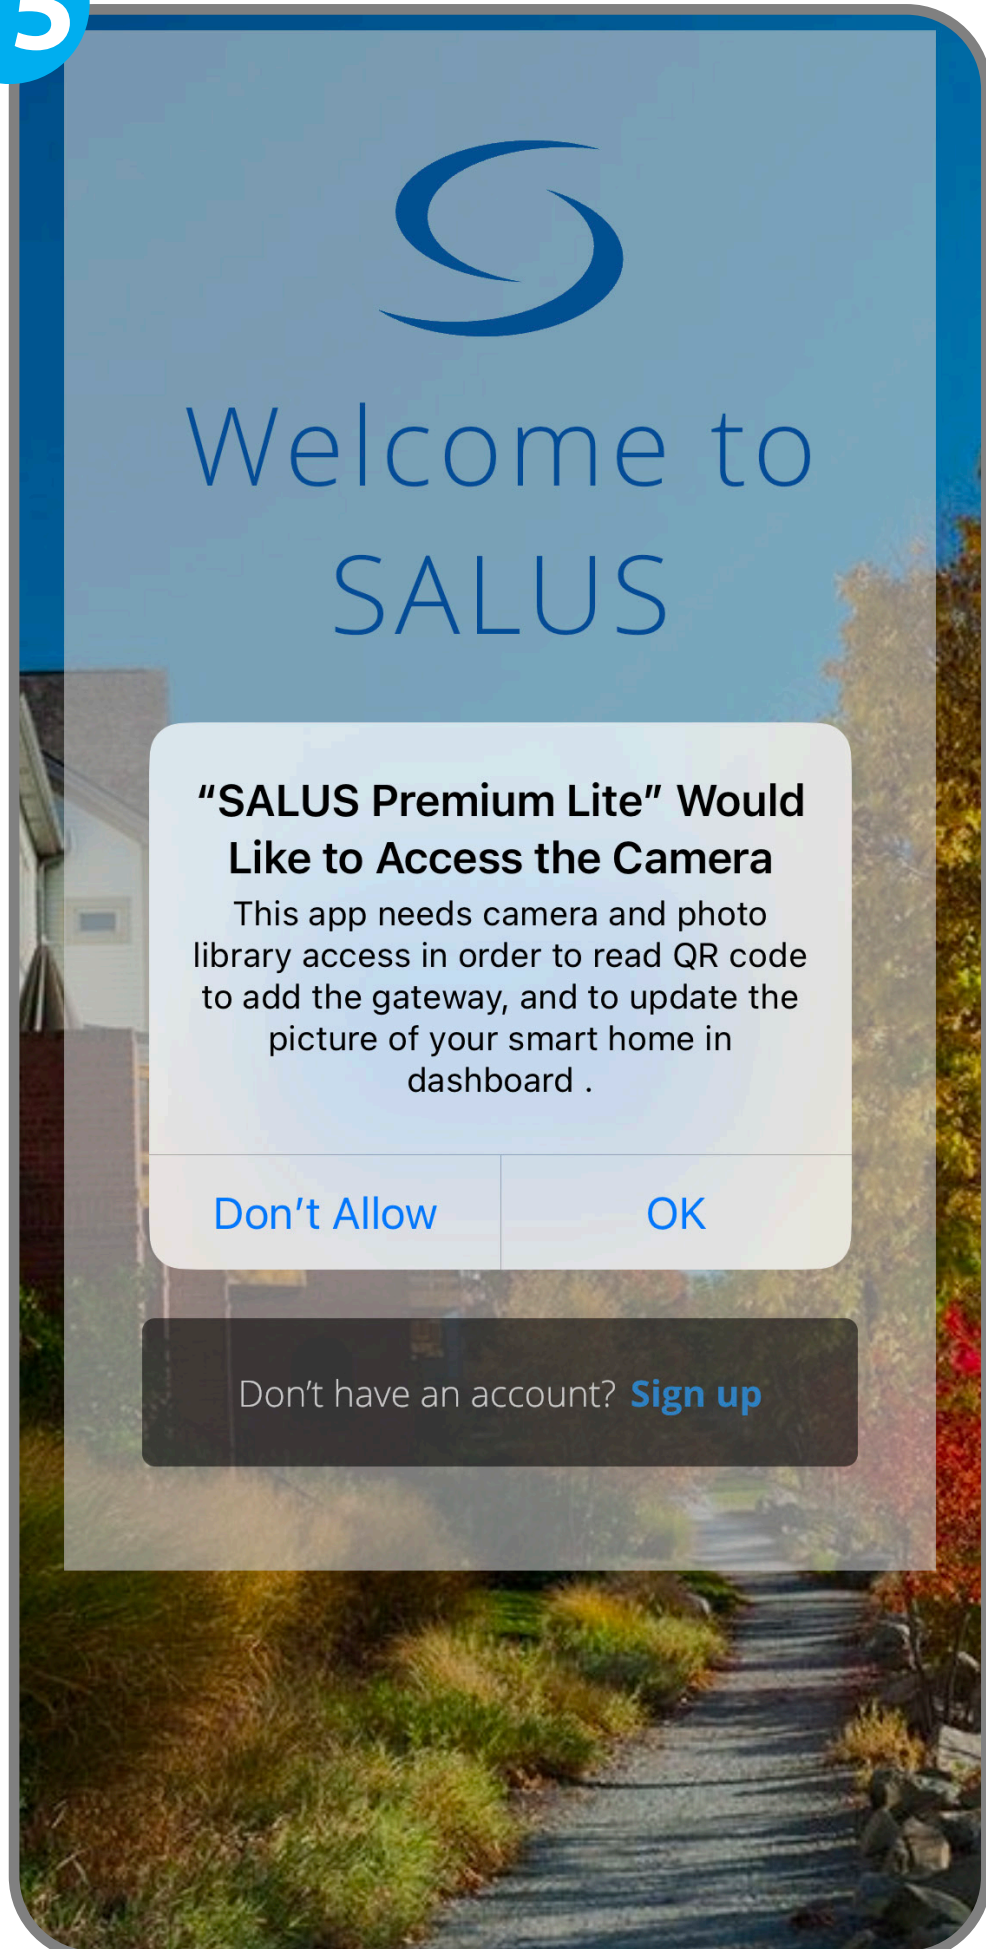 5
Welcome to
SALUS
“SALUS Premium Lite” Would
Like to Access the Camera
This app needs camera and photo
library access in order to read QR code
to add the gateway, and to update the
picture of your smart home in
dashboard .
Don’t Allow
OK
Don’t have an account? Sign up